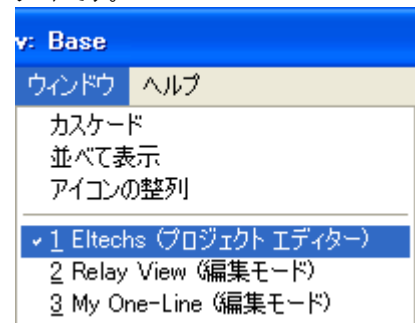 v: Base
ウィンドウ ヘルプ
カスケード
並べて表示
アイコンの整列
✓1 Eltechs (プロジェクト エディター)
2 Relay View (編集モード)
3 My One-Line (編集モード)